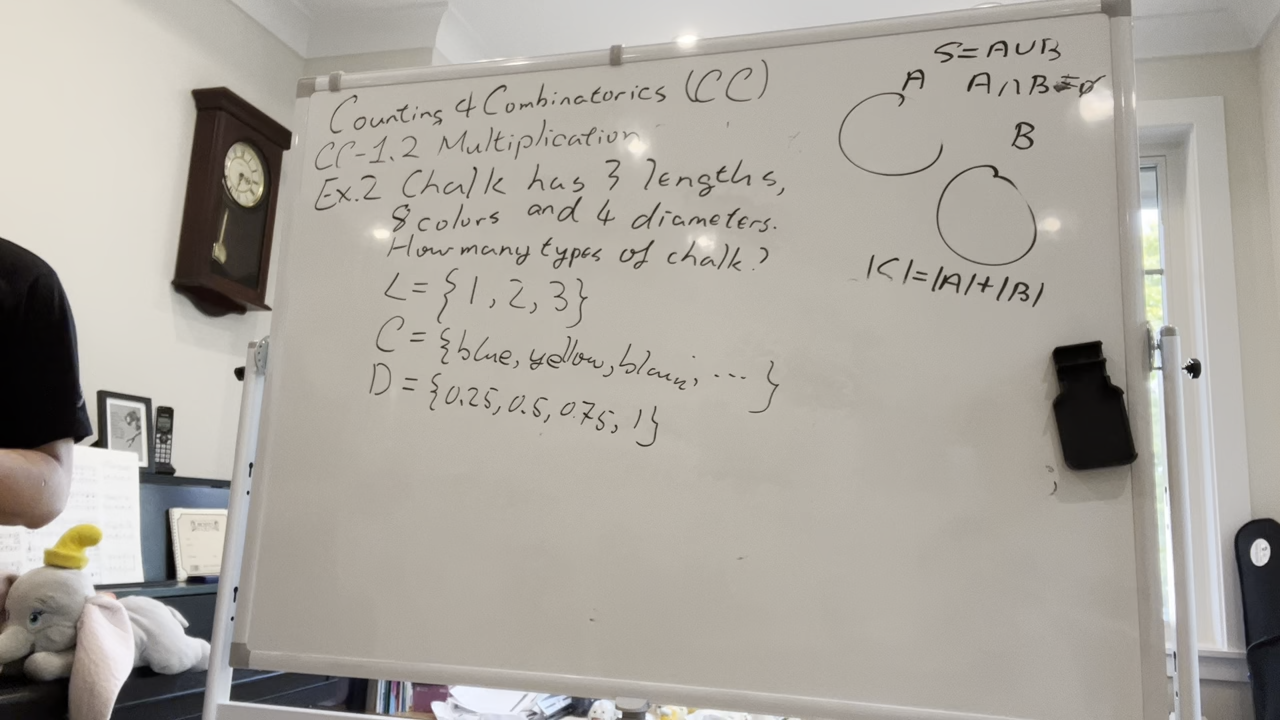 Counting & Combinatorics (CC)
CC-1.2 Multiplication
Ex.2 Chalk has 3 lengths,
8 colors and 4 diameters.
How many types of chalk?
L = {1, 2, 3}
C = {blue, yellow, ... }
D = {0.25, 0.5, 0.75, 1}
S=A∪B
A∩B=∅
A
B
|=|A|+|B|